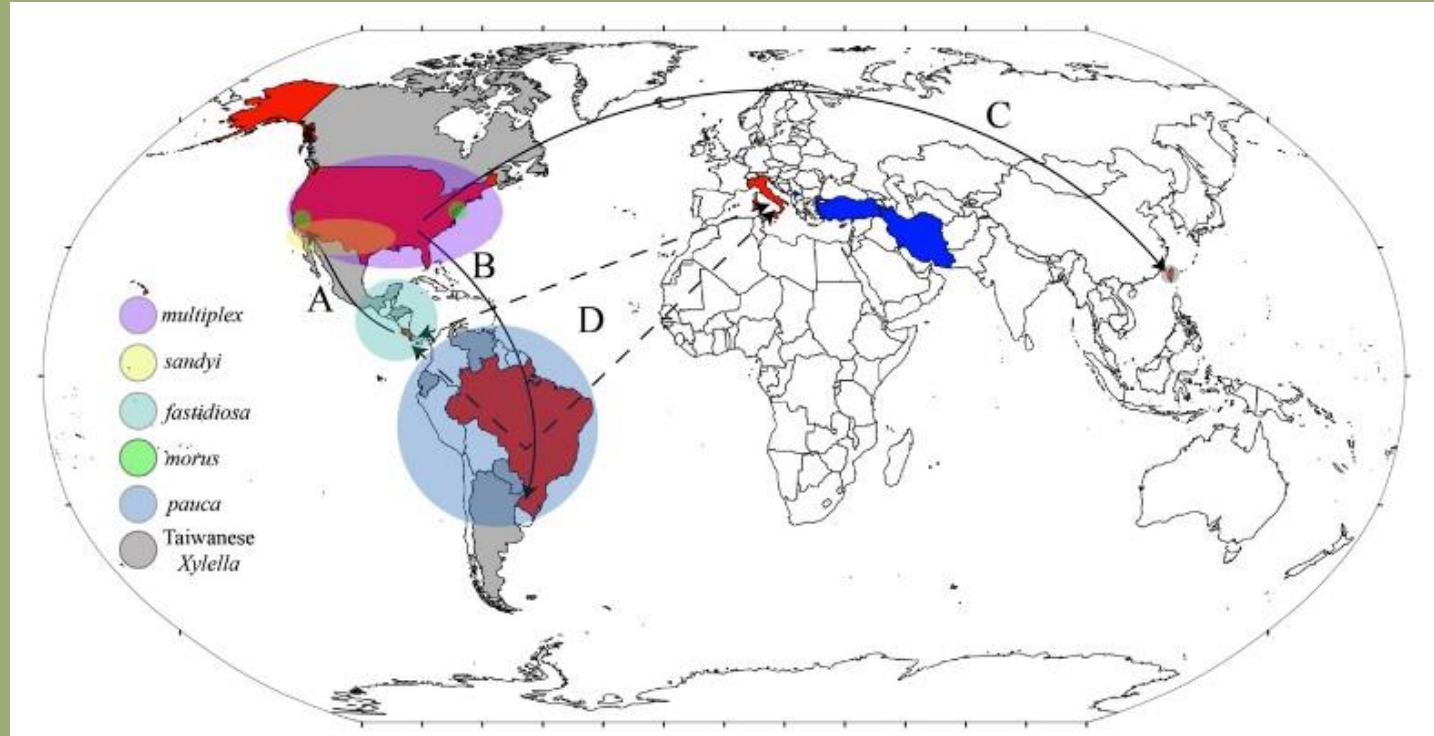 C
B
A
D
multiplex
sandyi
fastidiosa
morus
pauca
Taiwanese
Xylella